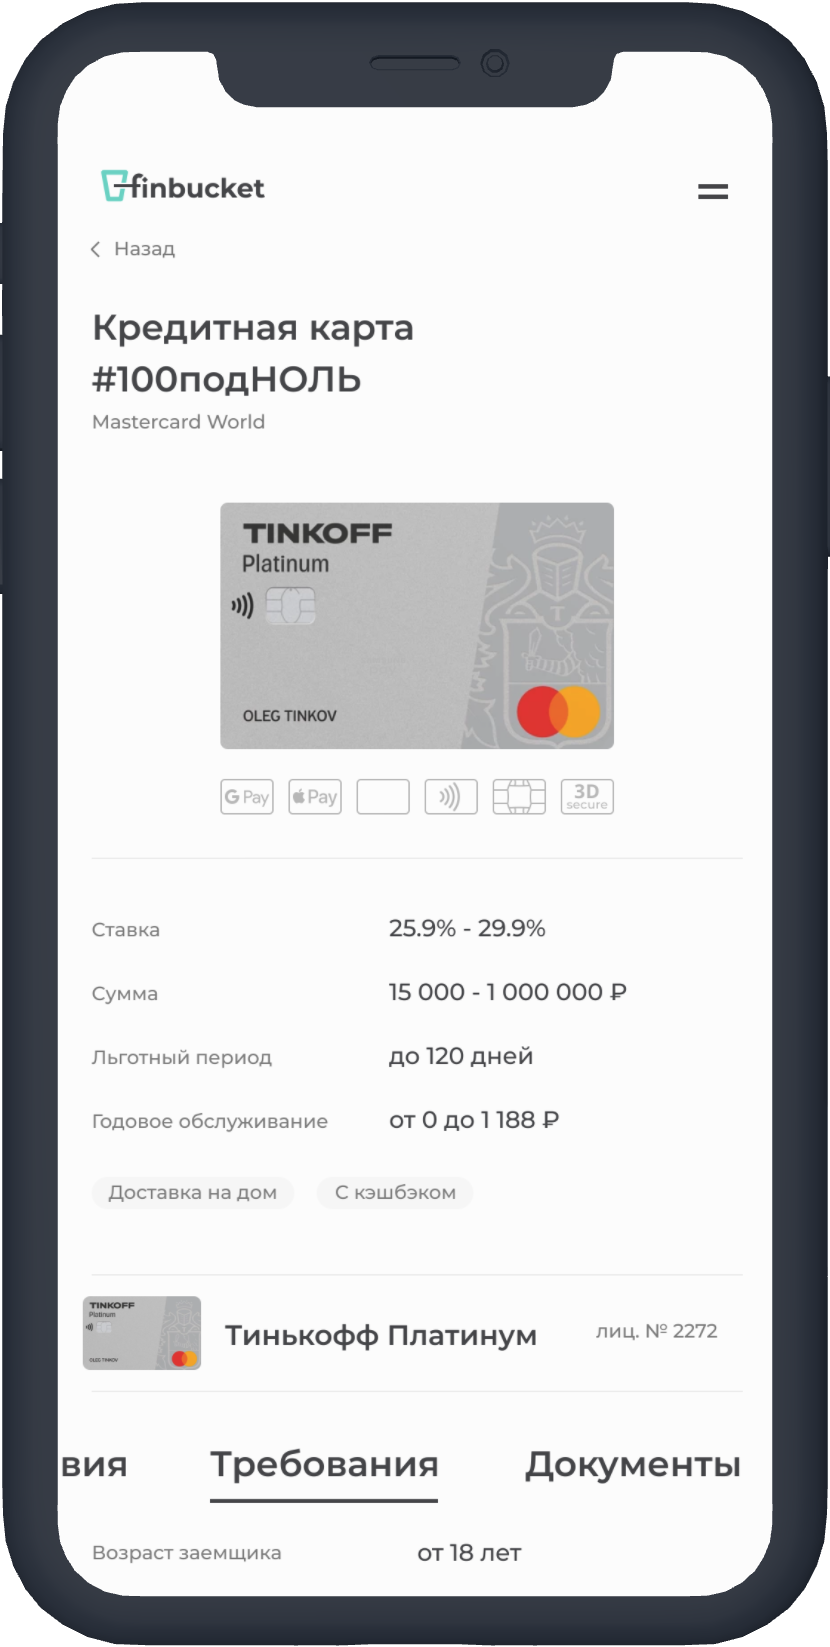 finbucket
Назад
Кредитная карта
#100подНОЛЬ
Mastercard World
TINKOFF
Platinum
T
OLEG TINKOV
G Pay Pay 3D secure
Ставка 25.9% - 29.9%
Сумма 15 000 - 1 000 000 ₽
Льготный период до 120 дней
Годовое обслуживание от 0 до 1 188 ₽
Доставка на дом С кэшбэком
TINKOFF
Platinum
OLEG TINKOV
Тинькофф Платинум лиц. № 2272
вия Требования Документы
Возраст заемщика от 18 лет